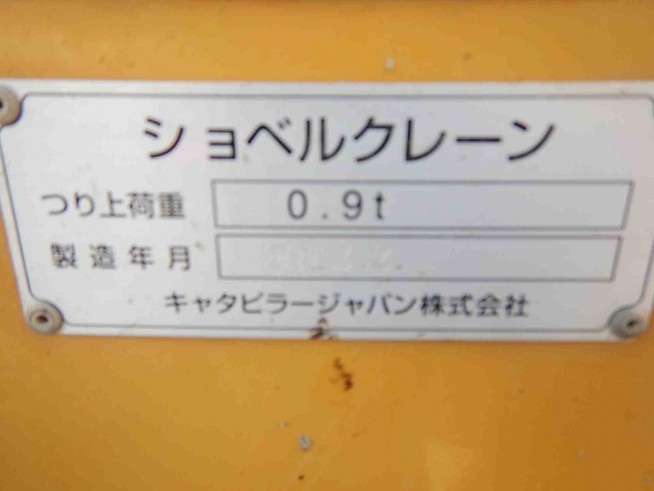 ショベルクレーン
つり上荷重 0.9t
製造年月
キャタピラージャパン株式会社